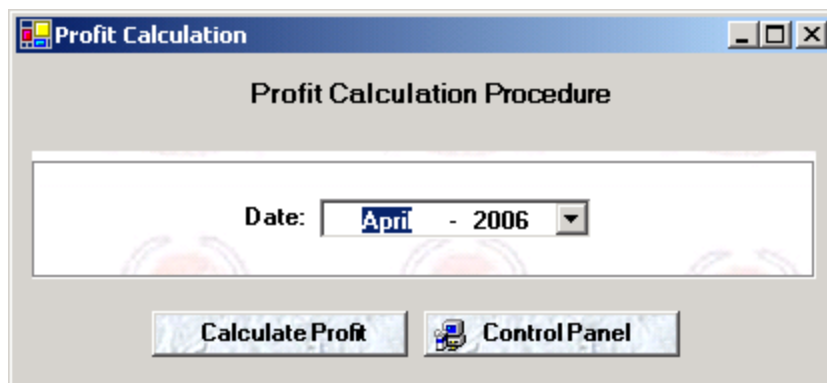 Profit Calculation
Profit Calculation Procedure
Date: April - 2006
Calculate Profit Control Panel